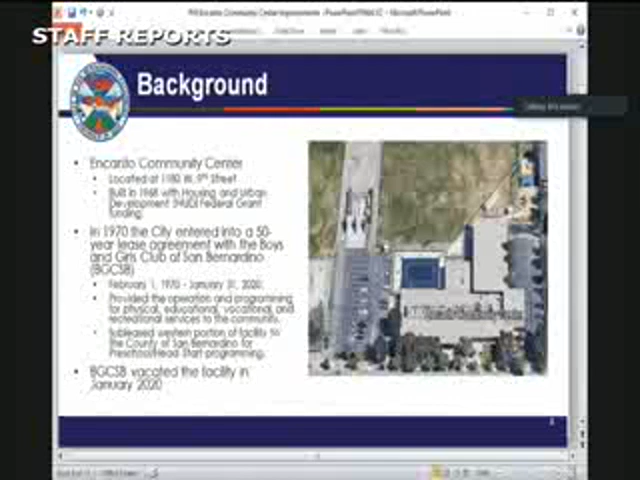 STAFF REPORTS
Background
• Encanto Community Center
• Located at 1180 W. 9th Street
• Built in 1968 with Housing and Urban
Development (HUD) Federal Grant
funding.
• In 1970 the City entered into a 50-
year lease agreement with the Boys
and Girls Club of San Bernardino
(BGCSB)
• February 1, 1970 - January 31, 2020.
• Provided the operation and programming
for physical, educational, vocational and
recreational services to the community.
• Subleased western portion of facility to
the County of San Bernardino for
Preschool/Head Start programming.
• BGCSB vacated the facility in
January 2020